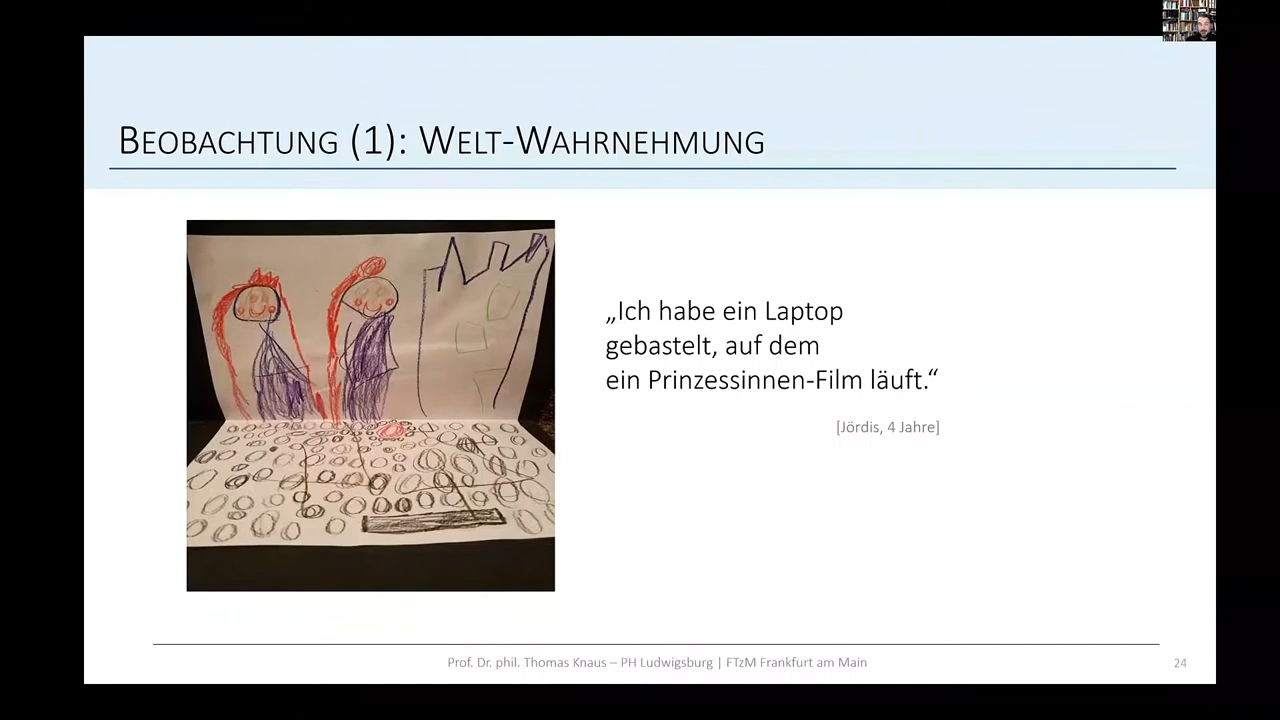 Beobachtung (1): Welt-Wahrnehmung
„Ich habe ein Laptop
gebastelt, auf dem
ein Prinzessinnen-Film läuft.“
[Jördis, 4 Jahre]
Prof. Dr. phil. Thomas Knaus – PH Ludwigsburg | FTzM Frankfurt am Main
24